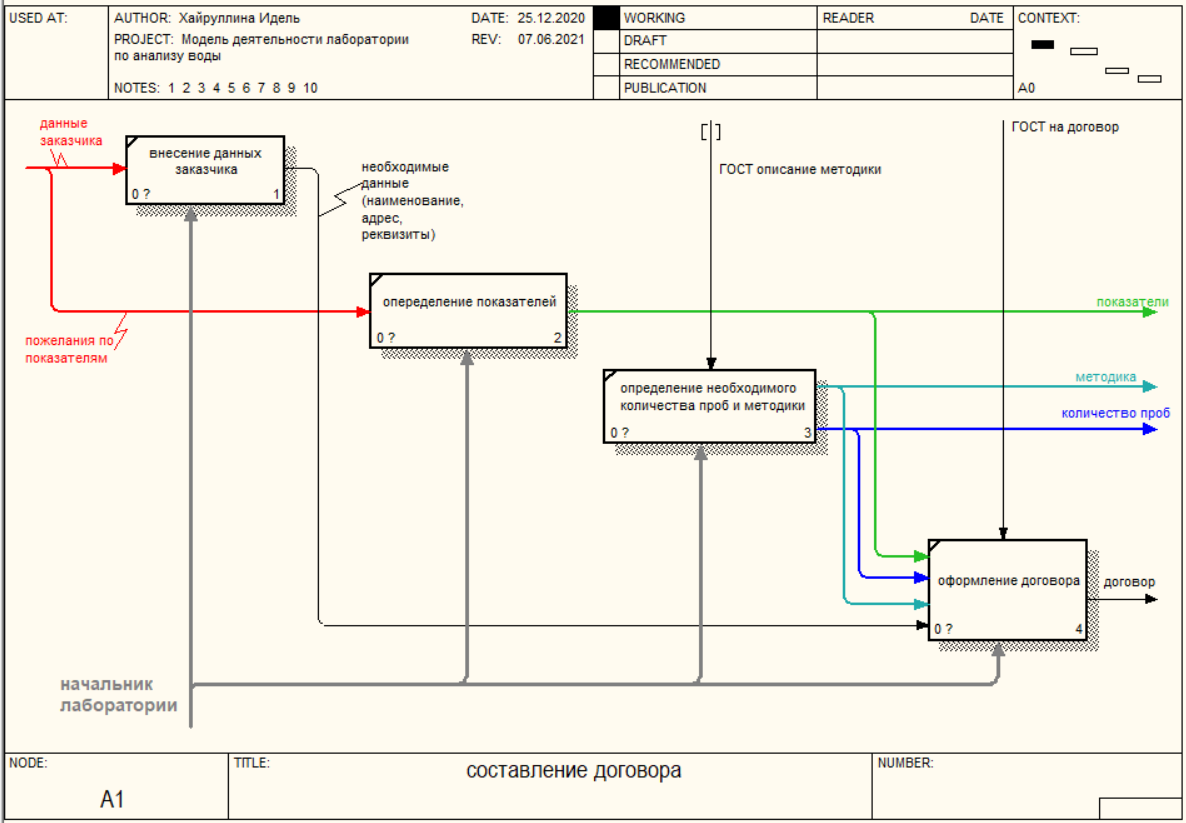 USED AT:
AUTHOR: Хайруллина Идель
DATE: 25.12.2020
PROJECT: Модель деятельности лаборатории
по анализу воды
REV: 07.06.2021
NOTES: 1 2 3 4 5 6 7 8 9 10
WORKING
DRAFT
RECOMMENDED
PUBLICATION
READER
DATE
CONTEXT:
A0
данные
заказчика
внесение данных
заказчика
0 ?
1
необходимые
данные
(наименование,
адрес,
реквизиты)
[ ]
ГОСТ описание методики
ГОСТ на договор
опеределение показателей
0 ?
2
показатели
пожелания по
показателям
определение необходимого
количества проб и методики
0 ?
3
методика
количество проб
оформление договора
0 ?
4
договор
начальник
лаборатории
NODE:
A1
TITLE:
составление договора
NUMBER: